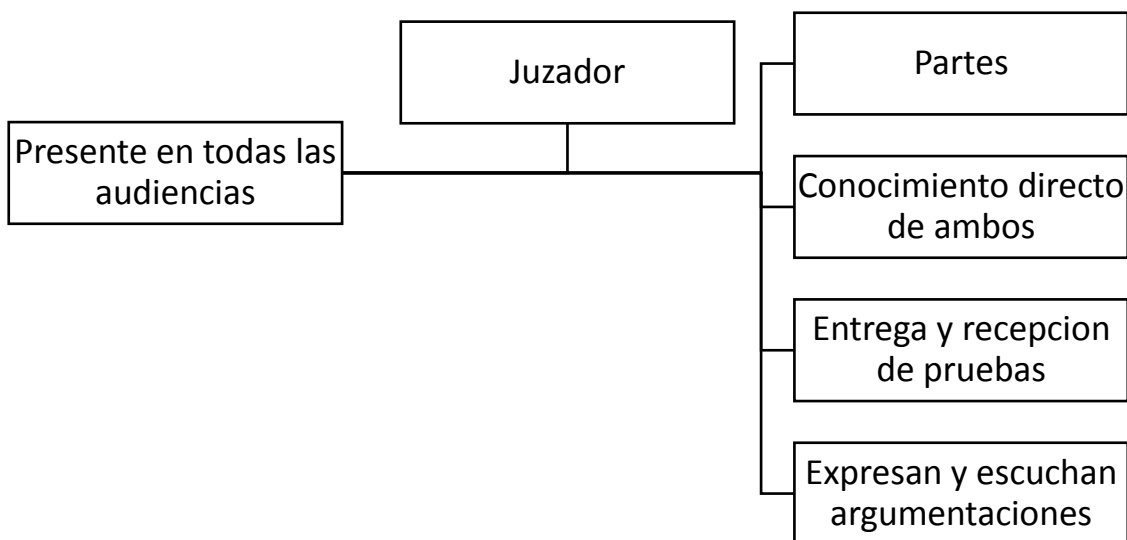 Juzador
Presente en todas las
audiencias
Partes
Conocimiento directo
de ambos
Entrega y recepcion
de pruebas
Expresan y escuchan
argumentaciones